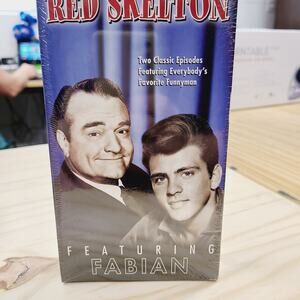 RED SKELTON
Two Classic Episodes
Featuring Everybody's
Favorite Funnyman
FEATURING
FABIAN